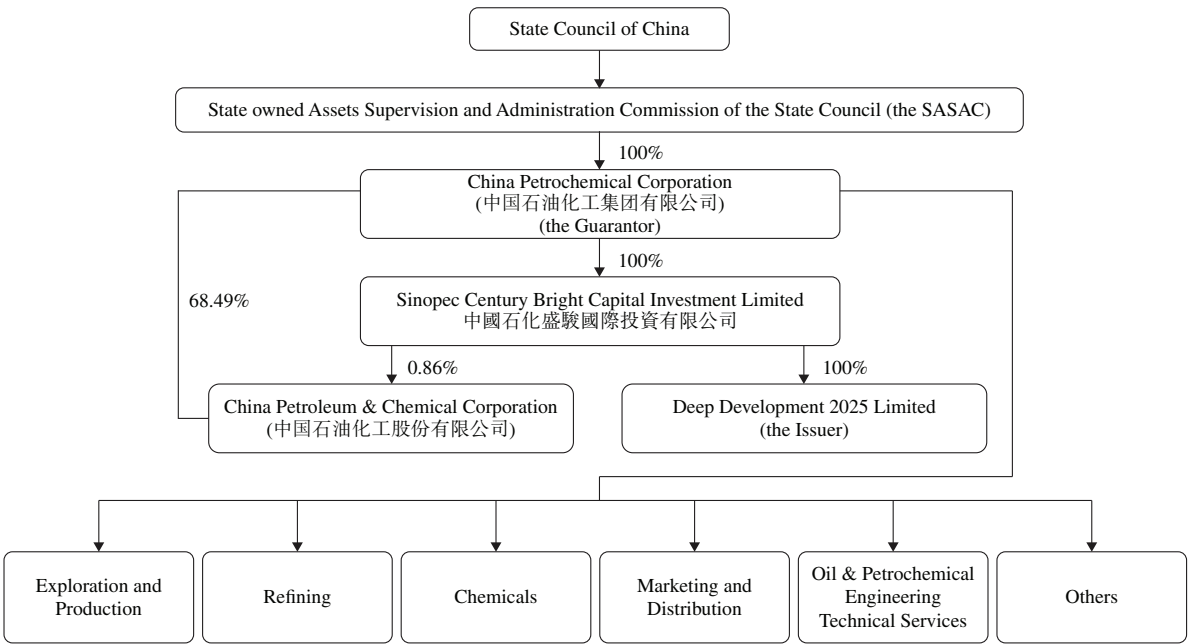 State Council of China
State owned Assets Supervision and Administration Commission of the State Council (the SASAC)
100%
China Petrochemical Corporation
(中国石油化工集团有限公司)
(the Guarantor)
100%
68.49%
Sinopec Century Bright Capital Investment Limited
中國石化盛駿國際投資有限公司
0.86%
100%
China Petroleum & Chemical Corporation
(中国石油化工股份有限公司)
Deep Development 2025 Limited
(the Issuer)
Exploration and
Production
Refining
Chemicals
Marketing and
Distribution
Oil & Petrochemical
Engineering
Technical Services
Others